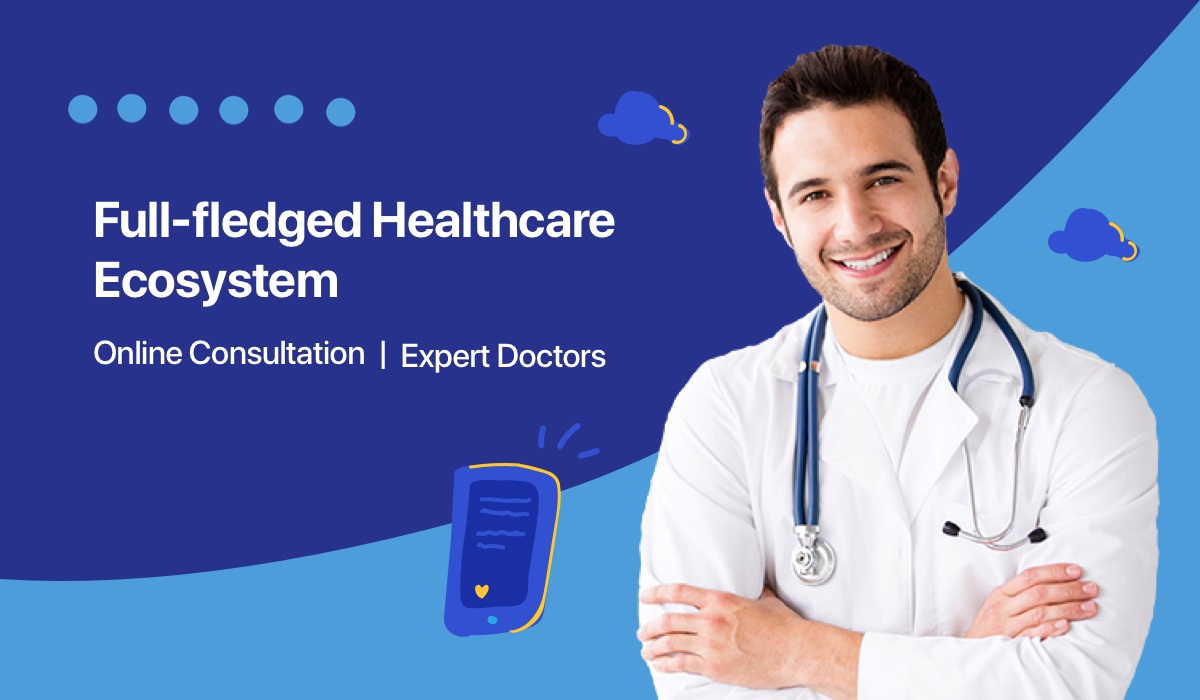 Full-fledged Healthcare
Ecosystem
Online Consultation | Expert Doctors